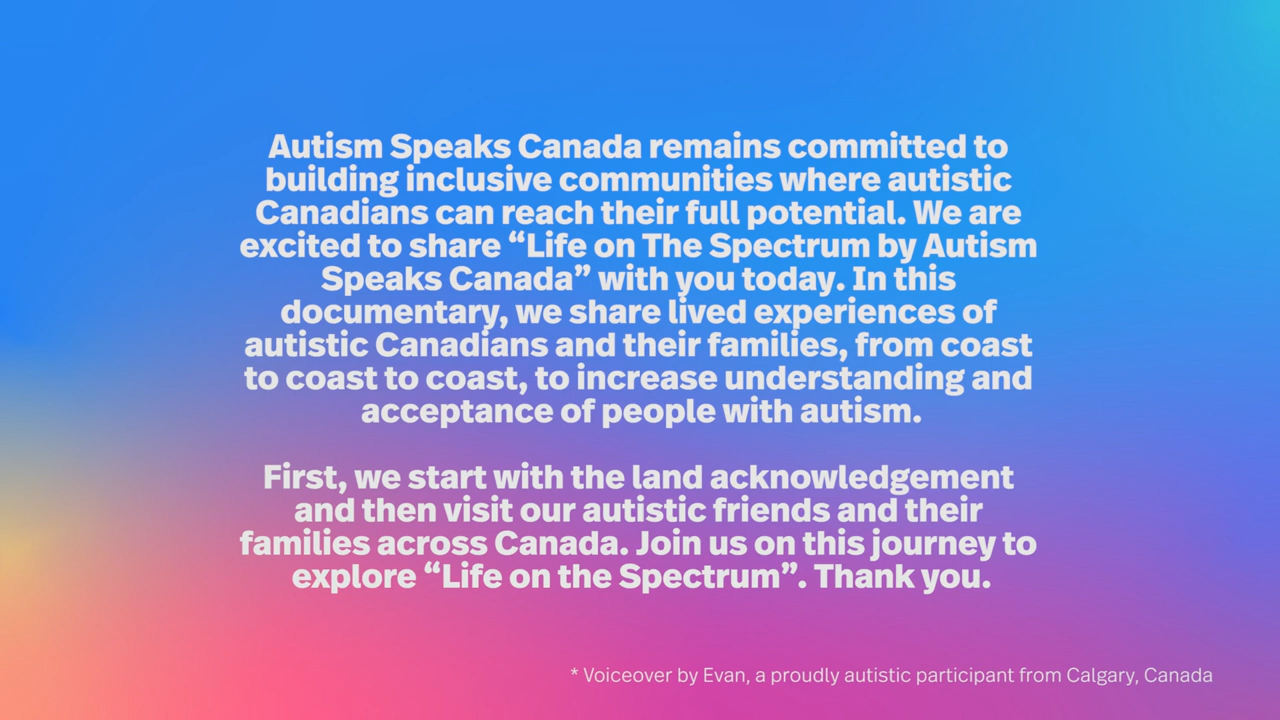 Autism Speaks Canada remains committed to
building inclusive communities where autistic
Canadians can reach their full potential. We are
excited to share “Life on The Spectrum by Autism
Speaks Canada” with you today. In this
documentary, we share lived experiences of
autistic Canadians and their families, from coast
to coast to coast, to increase understanding and
acceptance of people with autism.
First, we start with the land acknowledgement
and then visit our autistic friends and their
families across Canada. Join us on this journey to
explore “Life on the Spectrum”. Thank you.
* Voiceover by Evan, a proudly autistic participant from Calgary, Canada